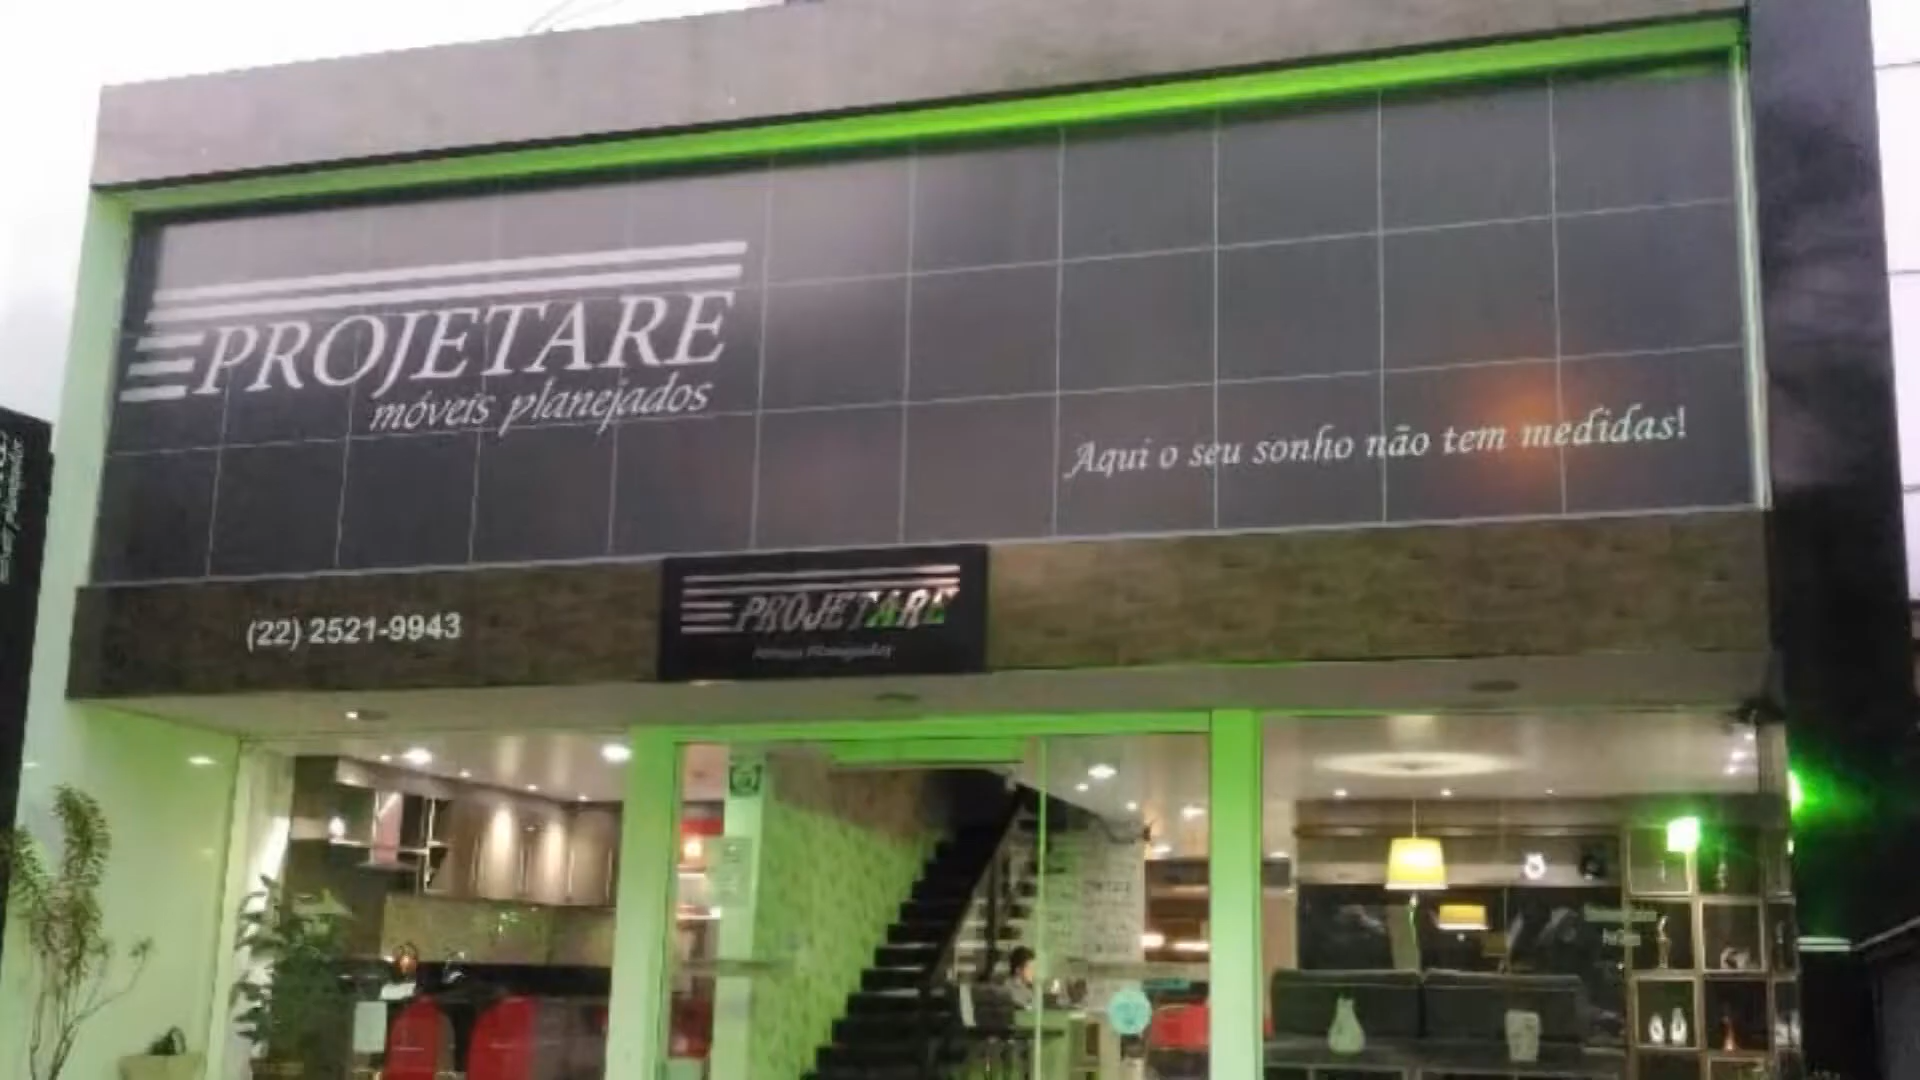 PROJETARE
móveis planejados
Aqui o seu sonho não tem medidas!
(22) 2521-9943
PROJETARE